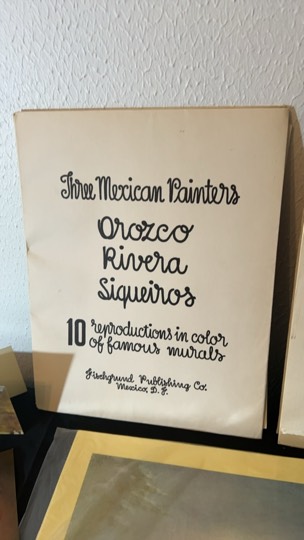 Three Mexican Painters
Orozco
Rivera
Siqueiros
10 reproductions in color
of famous murals
Fischgrund Publishing Co.
Mexico, D. F.